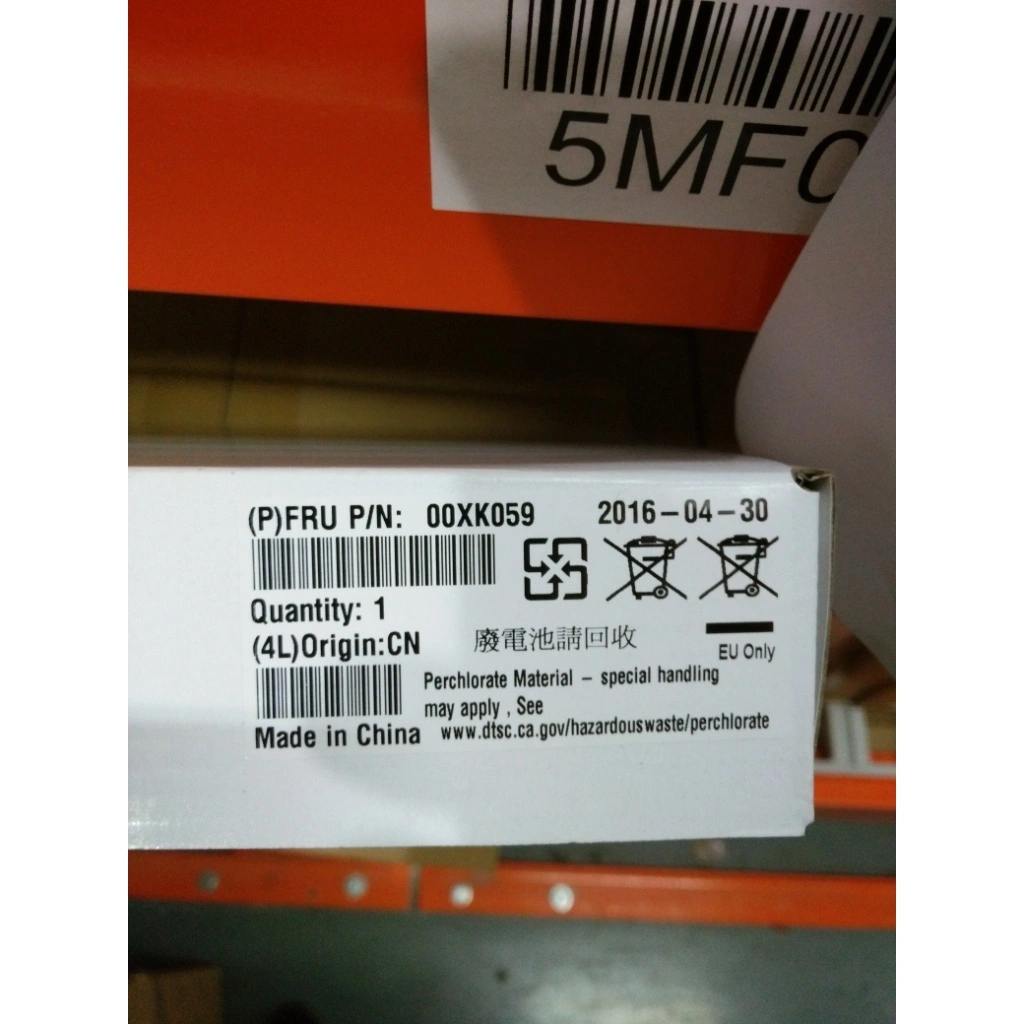 5MF0
(P)FRU P/N: 00XK059 2016-04-30
Quantity: 1
(4L)Origin:CN 廢電池請回收 EU Only
Perchlorate Material - special handling
may apply , See
Made in China www.dtsc.ca.gov/hazardouswaste/perchlorate